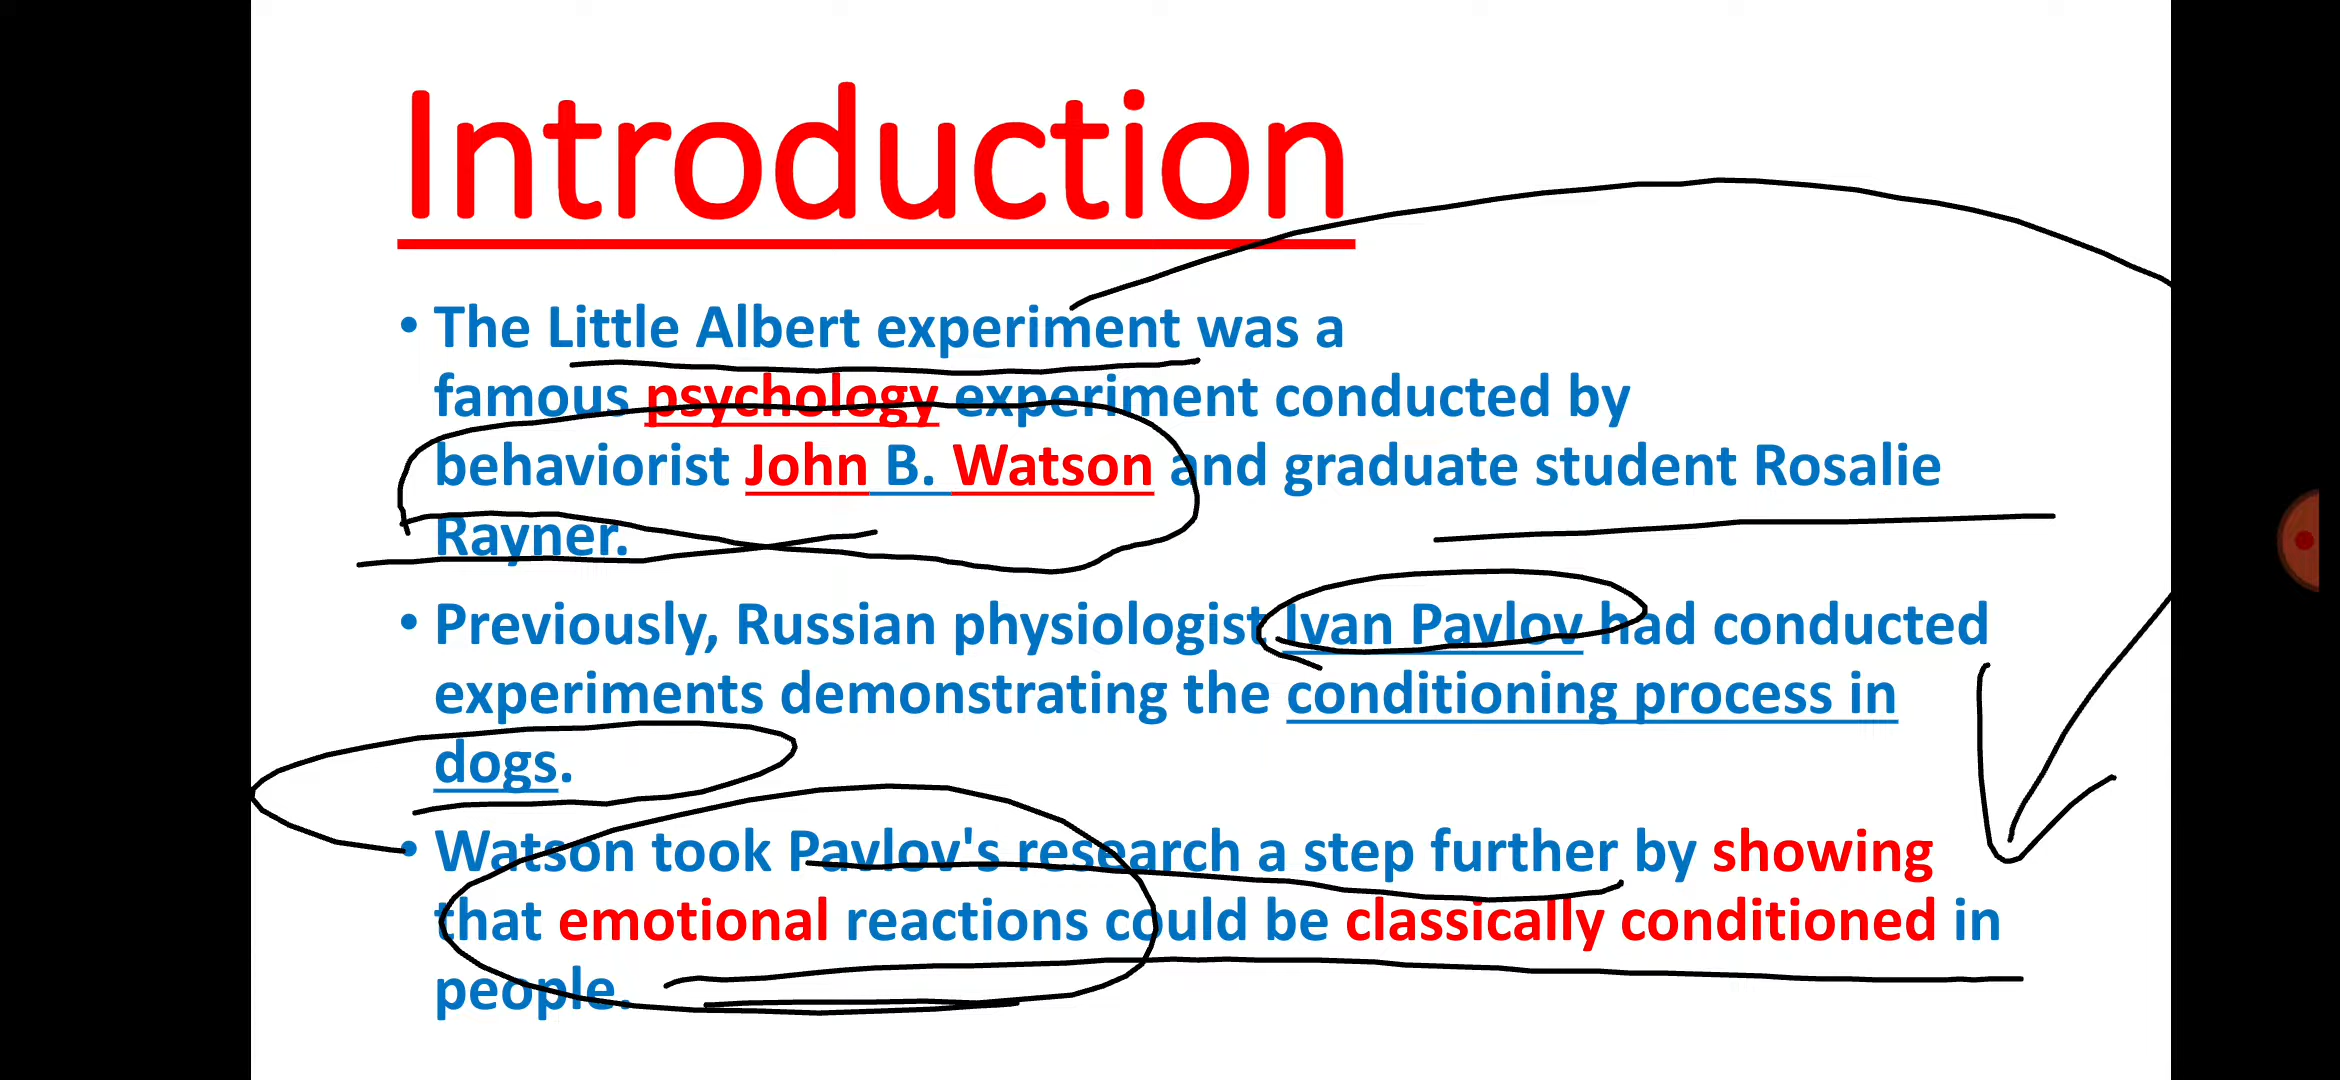 Introduction
• The Little Albert experiment was a
famous psychology experiment conducted by
behaviorist John B. Watson and graduate student Rosalie
Rayner.
• Previously, Russian physiologist Ivan Pavlov had conducted
experiments demonstrating the conditioning process in
dogs.
• Watson took Pavlov's research a step further by showing
that emotional reactions could be classically conditioned in
people.